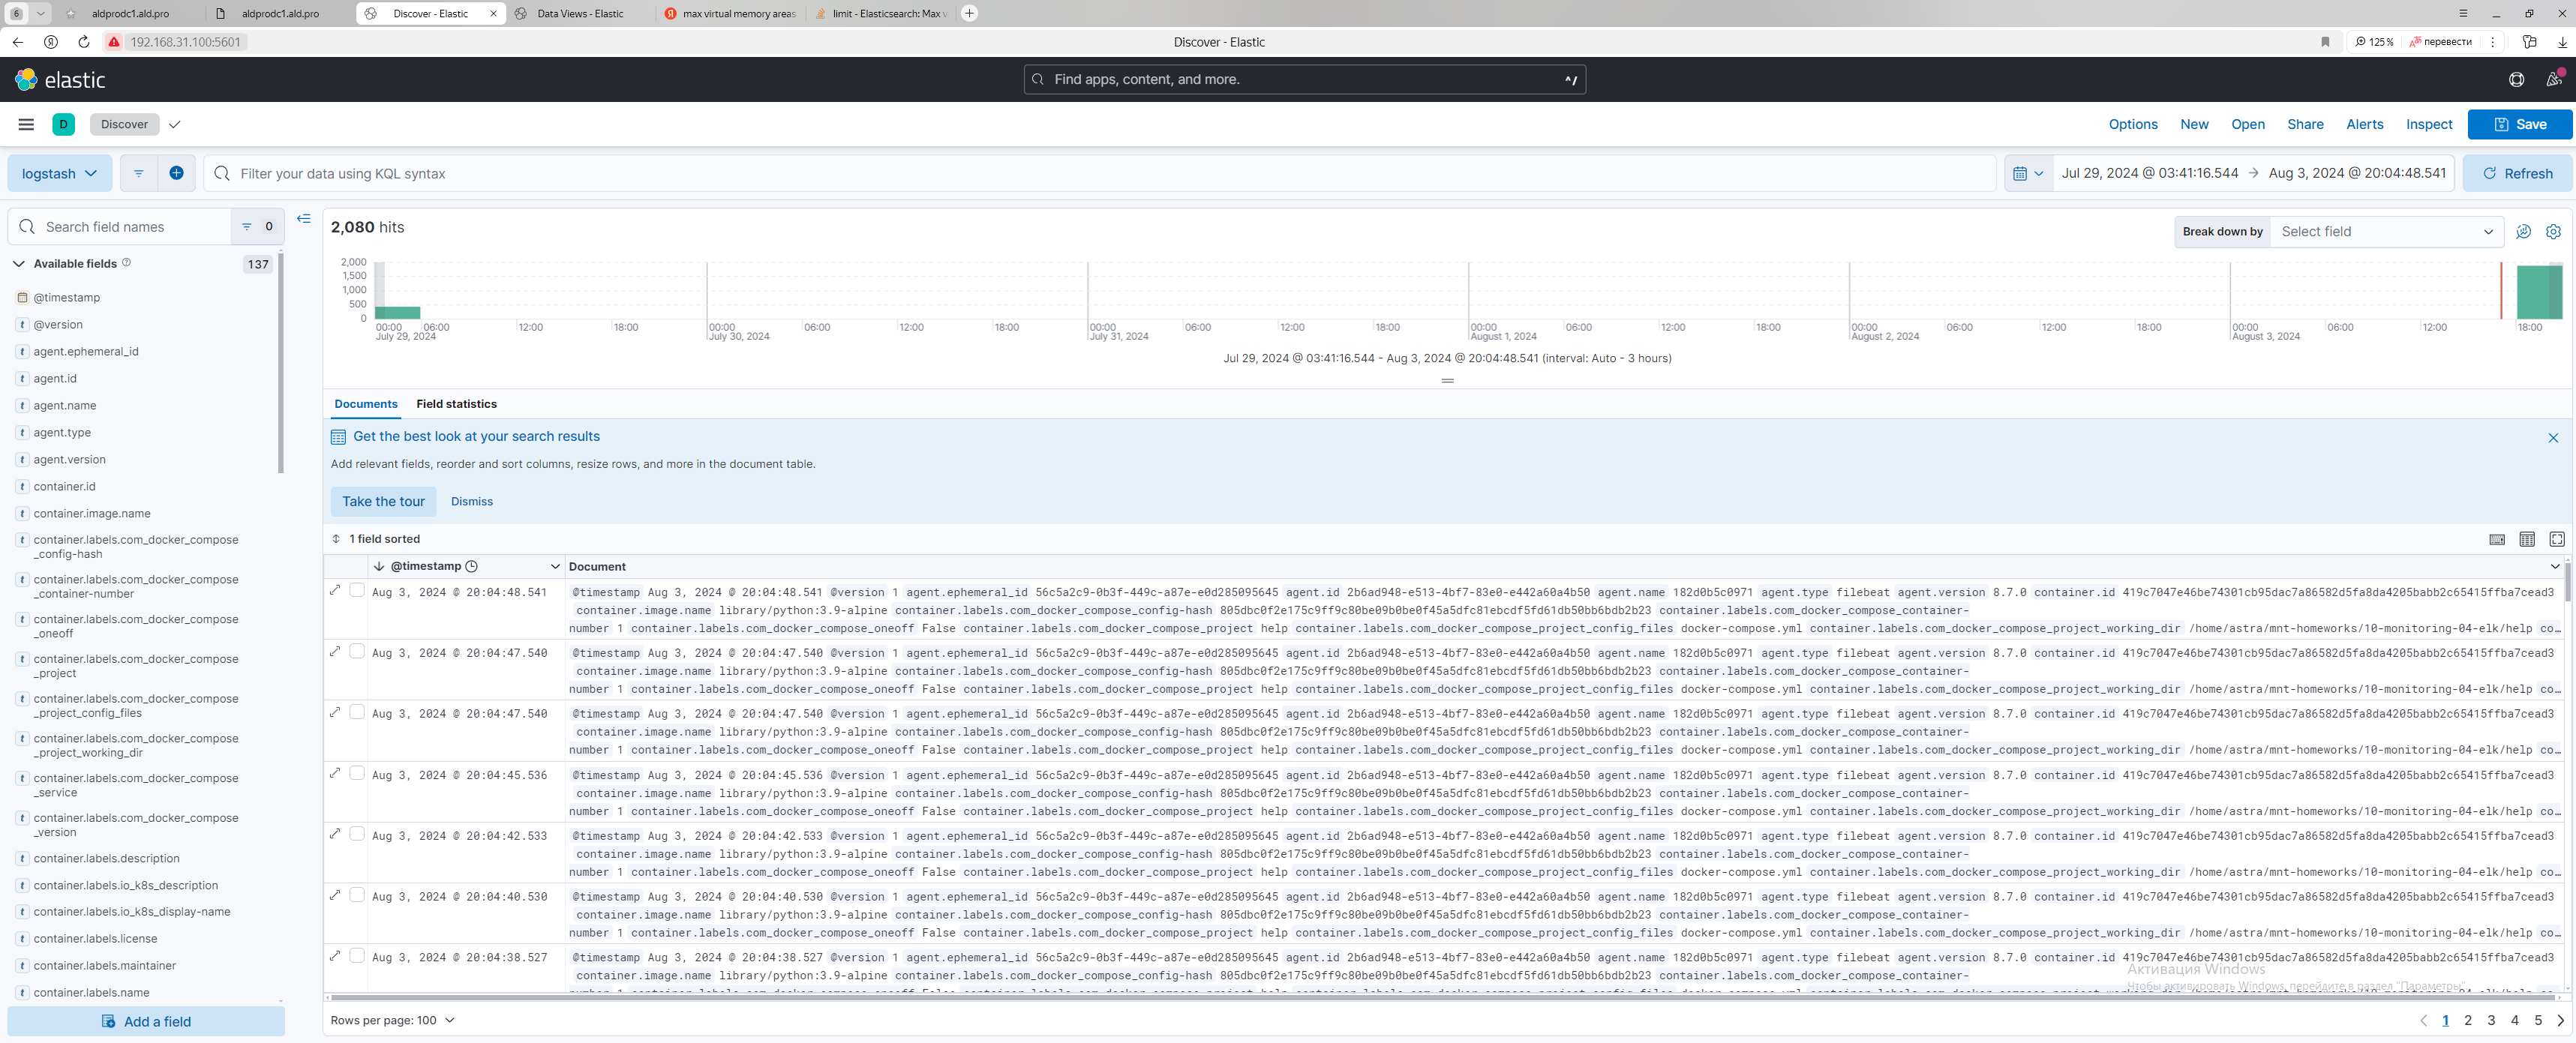 6
aldprodc1.ald.pro
aldprodc1.ald.pro
Discover - Elastic
Data Views - Elastic
max virtual memory areas
limit - Elasticsearch: Max v
192.168.31.100:5601
Discover - Elastic
125 %
перевести
elastic
Find apps, content, and more.
^/
D
Discover
Options
New
Open
Share
Alerts
Inspect
Save
logstash
Filter your data using KQL syntax
Jul 29, 2024 @ 03:41:16.544 → Aug 3, 2024 @ 20:04:48.541
Refresh
Search field names
0
Available fields
137
@timestamp
@version
agent.ephemeral_id
agent.id
agent.name
agent.type
agent.version
container.id
container.image.name
container.labels.com_docker_compose
_config-hash
container.labels.com_docker_compose
_container-number
container.labels.com_docker_compose
_oneoff
container.labels.com_docker_compose
_project
container.labels.com_docker_compose
_project_config_files
container.labels.com_docker_compose
_project_working_dir
container.labels.com_docker_compose
_service
container.labels.com_docker_compose
_version
container.labels.description
container.labels.io_k8s_description
container.labels.io_k8s_display-name
container.labels.license
container.labels.maintainer
container.labels.name
Add a field
2,080 hits
Break down by
Select field
2,000
1,500
1,000
500
0
00:00 06:00 12:00 18:00 00:00 06:00 12:00 18:00 00:00 06:00 12:00 18:00 00:00 06:00 12:00 18:00 00:00 06:00 12:00 18:00 00:00 06:00 12:00 18:00
July 29, 2024 July 30, 2024 July 31, 2024 August 1, 2024 August 2, 2024 August 3, 2024
Jul 29, 2024 @ 03:41:16.544 - Aug 3, 2024 @ 20:04:48.541 (interval: Auto - 3 hours)
Documents
Field statistics
Get the best look at your search results
Add relevant fields, reorder and sort columns, resize rows, and more in the document table.
Take the tour
Dismiss
1 field sorted
@timestamp
Document
Aug 3, 2024 @ 20:04:48.541 @timestamp Aug 3, 2024 @ 20:04:48.541 @version 1 agent.ephemeral_id 56c5a2c9-0b3f-449c-a87e-e0d285095645 agent.id 2b6ad948-e513-4bf7-83e0-e442a60a4b50 agent.name 182d0b5c0971 agent.type filebeat agent.version 8.7.0 container.id 419c7047e46be74301cb95dac7a86582d5fa8da4205babb2c65415ffba7cead3
container.image.name library/python:3.9-alpine container.labels.com_docker_compose_config-hash 805dbc0f2e175c9ff9c80be09b0be0f45a5dfc81ebcdf5fd61db50bb6bdb2b23 container.labels.com_docker_compose_container-
number 1 container.labels.com_docker_compose_oneoff False container.labels.com_docker_compose_project help container.labels.com_docker_compose_project_config_files docker-compose.yml container.labels.com_docker_compose_project_working_dir /home/astra/mnt-homeworks/10-monitoring-04-elk/help co…
Aug 3, 2024 @ 20:04:47.540 @timestamp Aug 3, 2024 @ 20:04:47.540 @version 1 agent.ephemeral_id 56c5a2c9-0b3f-449c-a87e-e0d285095645 agent.id 2b6ad948-e513-4bf7-83e0-e442a60a4b50 agent.name 182d0b5c0971 agent.type filebeat agent.version 8.7.0 container.id 419c7047e46be74301cb95dac7a86582d5fa8da4205babb2c65415ffba7cead3
container.image.name library/python:3.9-alpine container.labels.com_docker_compose_config-hash 805dbc0f2e175c9ff9c80be09b0be0f45a5dfc81ebcdf5fd61db50bb6bdb2b23 container.labels.com_docker_compose_container-
number 1 container.labels.com_docker_compose_oneoff False container.labels.com_docker_compose_project help container.labels.com_docker_compose_project_config_files docker-compose.yml container.labels.com_docker_compose_project_working_dir /home/astra/mnt-homeworks/10-monitoring-04-elk/help co…
Aug 3, 2024 @ 20:04:47.540 @timestamp Aug 3, 2024 @ 20:04:47.540 @version 1 agent.ephemeral_id 56c5a2c9-0b3f-449c-a87e-e0d285095645 agent.id 2b6ad948-e513-4bf7-83e0-e442a60a4b50 agent.name 182d0b5c0971 agent.type filebeat agent.version 8.7.0 container.id 419c7047e46be74301cb95dac7a86582d5fa8da4205babb2c65415ffba7cead3
container.image.name library/python:3.9-alpine container.labels.com_docker_compose_config-hash 805dbc0f2e175c9ff9c80be09b0be0f45a5dfc81ebcdf5fd61db50bb6bdb2b23 container.labels.com_docker_compose_container-
number 1 container.labels.com_docker_compose_oneoff False container.labels.com_docker_compose_project help container.labels.com_docker_compose_project_config_files docker-compose.yml container.labels.com_docker_compose_project_working_dir /home/astra/mnt-homeworks/10-monitoring-04-elk/help co…
Aug 3, 2024 @ 20:04:45.536 @timestamp Aug 3, 2024 @ 20:04:45.536 @version 1 agent.ephemeral_id 56c5a2c9-0b3f-449c-a87e-e0d285095645 agent.id 2b6ad948-e513-4bf7-83e0-e442a60a4b50 agent.name 182d0b5c0971 agent.type filebeat agent.version 8.7.0 container.id 419c7047e46be74301cb95dac7a86582d5fa8da4205babb2c65415ffba7cead3
container.image.name library/python:3.9-alpine container.labels.com_docker_compose_config-hash 805dbc0f2e175c9ff9c80be09b0be0f45a5dfc81ebcdf5fd61db50bb6bdb2b23 container.labels.com_docker_compose_container-
number 1 container.labels.com_docker_compose_oneoff False container.labels.com_docker_compose_project help container.labels.com_docker_compose_project_config_files docker-compose.yml container.labels.com_docker_compose_project_working_dir /home/astra/mnt-homeworks/10-monitoring-04-elk/help co…
Aug 3, 2024 @ 20:04:42.533 @timestamp Aug 3, 2024 @ 20:04:42.533 @version 1 agent.ephemeral_id 56c5a2c9-0b3f-449c-a87e-e0d285095645 agent.id 2b6ad948-e513-4bf7-83e0-e442a60a4b50 agent.name 182d0b5c0971 agent.type filebeat agent.version 8.7.0 container.id 419c7047e46be74301cb95dac7a86582d5fa8da4205babb2c65415ffba7cead3
container.image.name library/python:3.9-alpine container.labels.com_docker_compose_config-hash 805dbc0f2e175c9ff9c80be09b0be0f45a5dfc81ebcdf5fd61db50bb6bdb2b23 container.labels.com_docker_compose_container-
number 1 container.labels.com_docker_compose_oneoff False container.labels.com_docker_compose_project help container.labels.com_docker_compose_project_config_files docker-compose.yml container.labels.com_docker_compose_project_working_dir /home/astra/mnt-homeworks/10-monitoring-04-elk/help co…
Aug 3, 2024 @ 20:04:40.530 @timestamp Aug 3, 2024 @ 20:04:40.530 @version 1 agent.ephemeral_id 56c5a2c9-0b3f-449c-a87e-e0d285095645 agent.id 2b6ad948-e513-4bf7-83e0-e442a60a4b50 agent.name 182d0b5c0971 agent.type filebeat agent.version 8.7.0 container.id 419c7047e46be74301cb95dac7a86582d5fa8da4205babb2c65415ffba7cead3
container.image.name library/python:3.9-alpine container.labels.com_docker_compose_config-hash 805dbc0f2e175c9ff9c80be09b0be0f45a5dfc81ebcdf5fd61db50bb6bdb2b23 container.labels.com_docker_compose_container-
number 1 container.labels.com_docker_compose_oneoff False container.labels.com_docker_compose_project help container.labels.com_docker_compose_project_config_files docker-compose.yml container.labels.com_docker_compose_project_working_dir /home/astra/mnt-homeworks/10-monitoring-04-elk/help co…
Aug 3, 2024 @ 20:04:38.527 @timestamp Aug 3, 2024 @ 20:04:38.527 @version 1 agent.ephemeral_id 56c5a2c9-0b3f-449c-a87e-e0d285095645 agent.id 2b6ad948-e513-4bf7-83e0-e442a60a4b50 agent.name 182d0b5c0971 agent.type filebeat agent.version 8.7.0 container.id 419c7047e46be74301cb95dac7a86582d5fa8da4205babb2c65415ffba7cead3
container.image.name library/python:3.9-alpine container.labels.com_docker_compose_config-hash 805dbc0f2e175c9ff9c80be09b0be0f45a5dfc81ebcdf5fd61db50bb6bdb2b23 container.labels.com_docker_compose_container-
Активация Windows
Чтобы активировать Windows, перейдите в раздел "Параметры".
Rows per page: 100
1 2 3 4 5